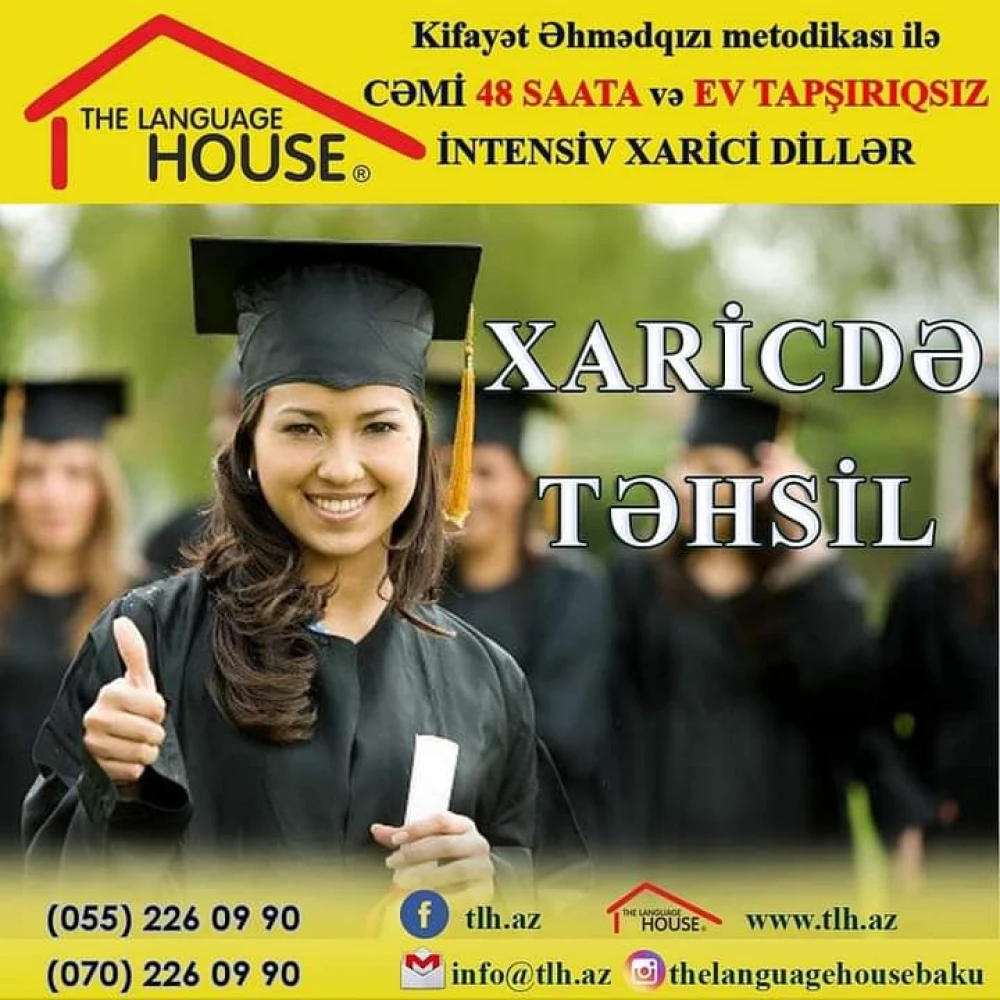 THE LANGUAGE
HOUSE®
Kifayət Əhmədqızı metodikası ilə
CƏMİ 48 SAATA və EV TAPŞIRIQSIZ
İNTENSİV XARİCİ DİLLƏR
XARİCDƏ
TƏHSİL
(055) 226 09 90
(070) 226 09 90
f tlh.az
THE LANGUAGE
HOUSE®
www.tlh.az
info@tlh.az
thelanguagehousebaku